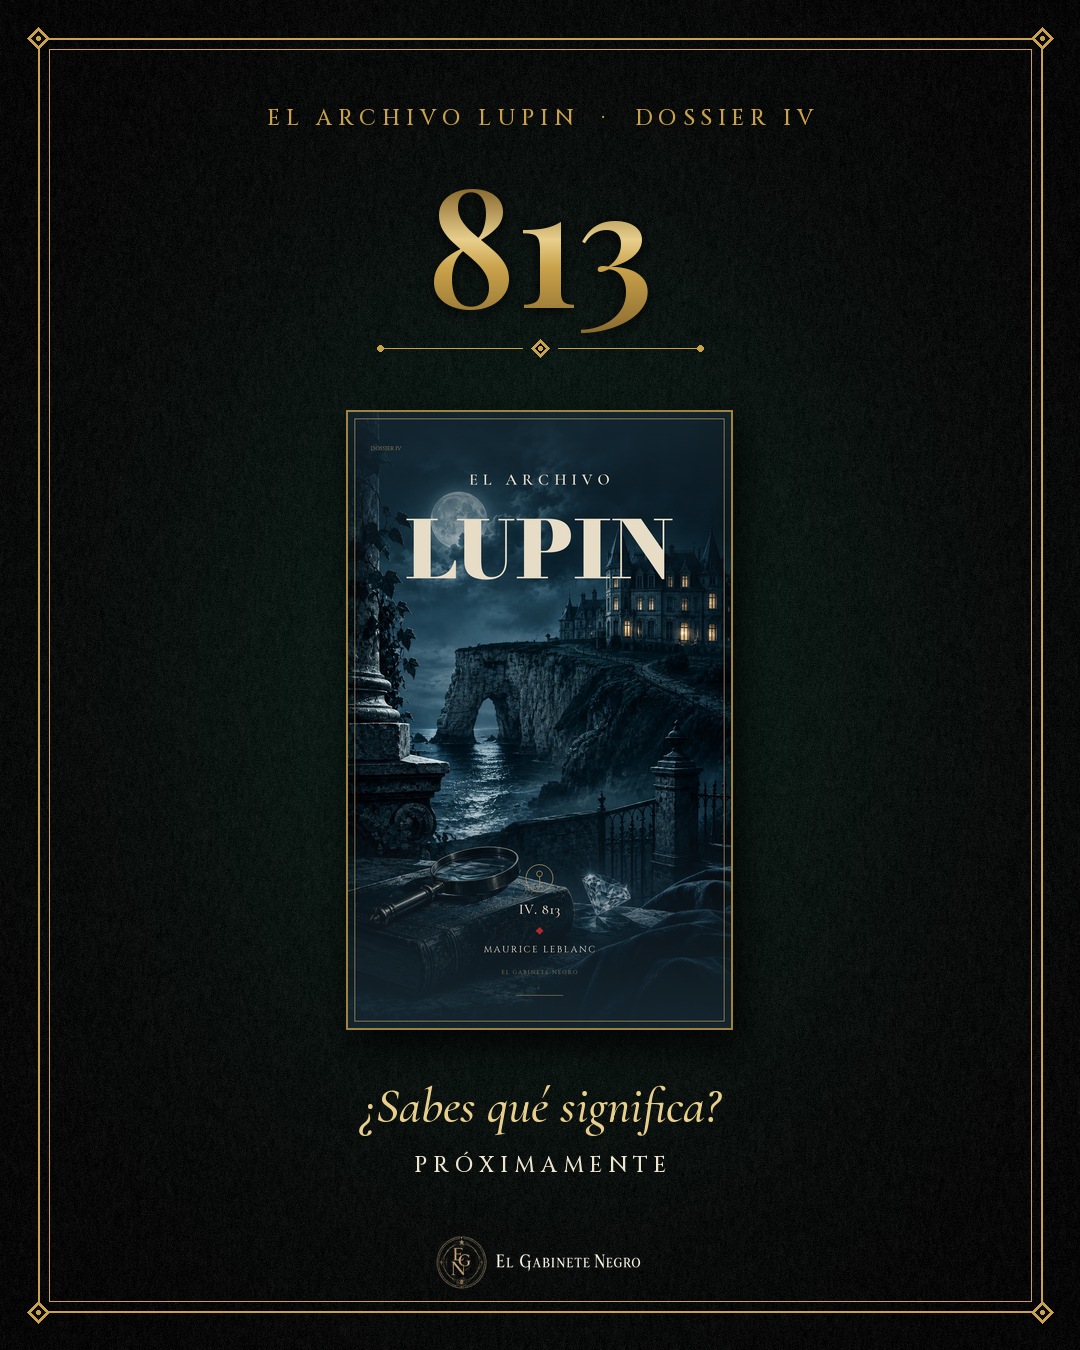 EL ARCHIVO LUPIN · DOSSIER IV
813
DOSSIER IV
EL ARCHIVO
LUPIN
IV. 813
MAURICE LEBLANC
EL GABINETE NEGRO
¿Sabes qué significa?
PRÓXIMAMENTE
EGN
EL GABINETE NEGRO